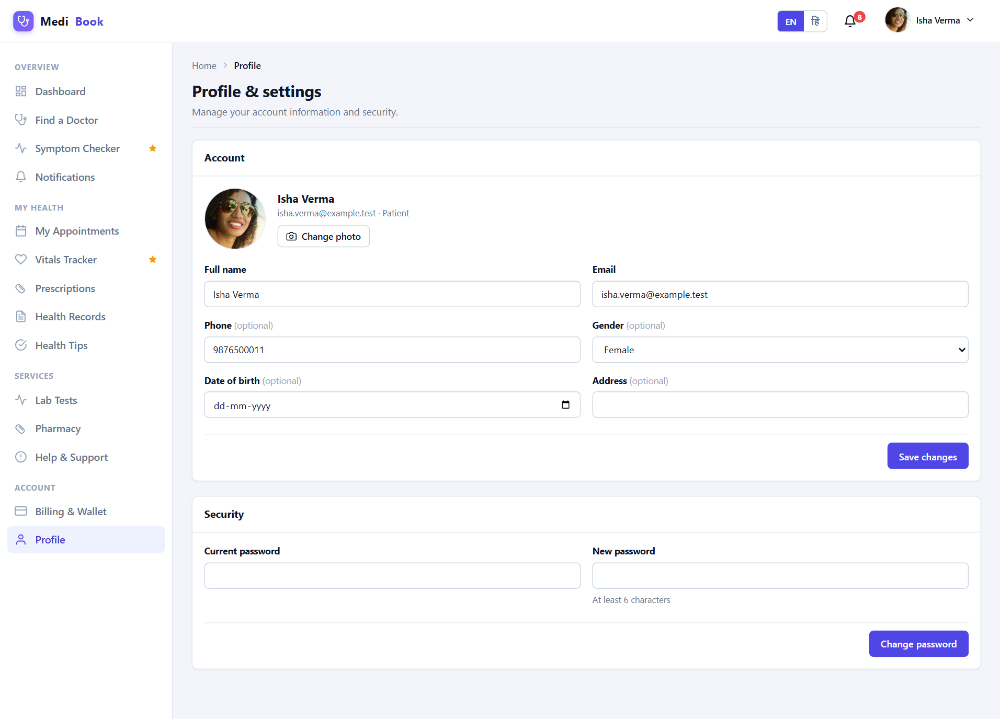 Medi Book
EN हिं
8
Isha Verma
OVERVIEW
Dashboard
Find a Doctor
Symptom Checker
Notifications
MY HEALTH
My Appointments
Vitals Tracker
Prescriptions
Health Records
Health Tips
SERVICES
Lab Tests
Pharmacy
Help & Support
ACCOUNT
Billing & Wallet
Profile
Home Profile
Profile & settings
Manage your account information and security.
Account
Isha Verma
isha.verma@example.test · Patient
Change photo
Full name
Isha Verma
Email
isha.verma@example.test
Phone (optional)
9876500011
Gender (optional)
Female
Date of birth (optional)
dd-mm-yyyy
Address (optional)
Save changes
Security
Current password
New password
At least 6 characters
Change password